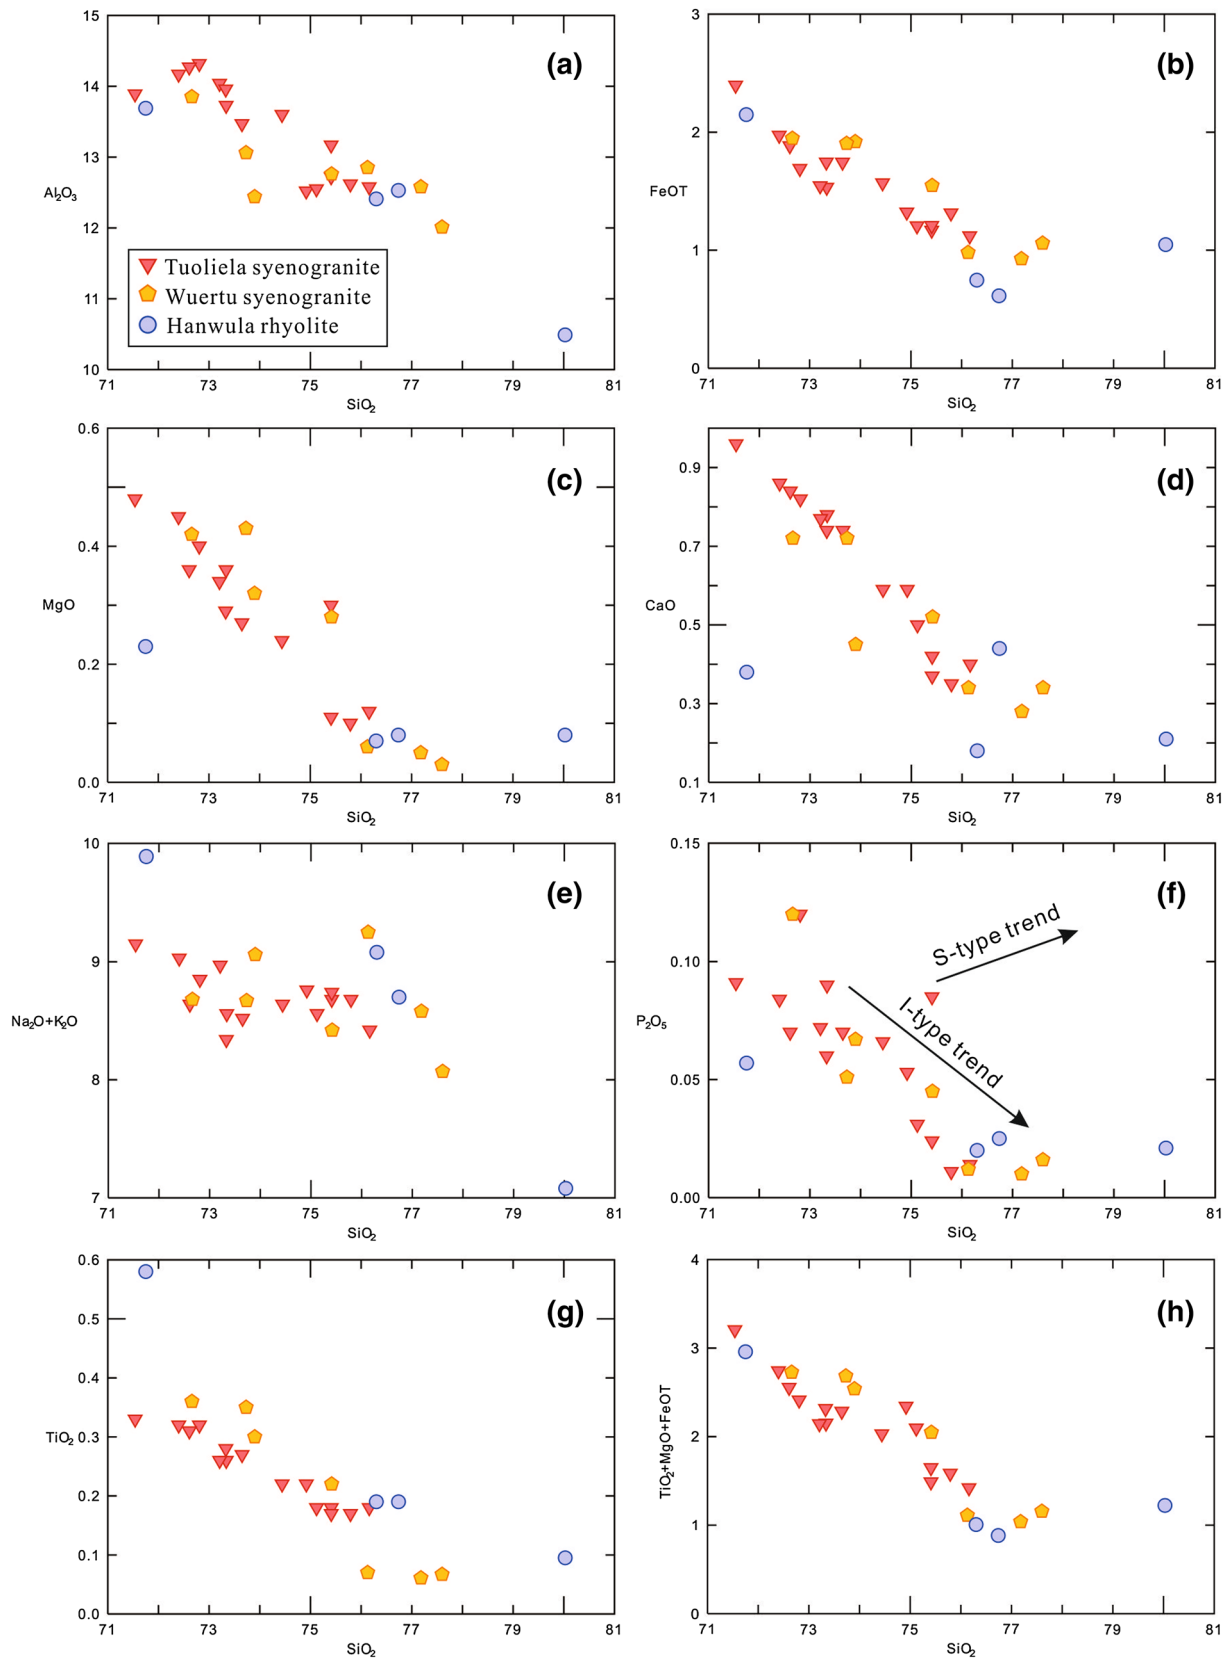 15
14
13
12
11
10
Al₂O₃
(a)
Tuoliela syenogranite
Wuertu syenogranite
Hanwula rhyolite
71 73 75 77 79 81
SiO₂
3
2
1
0
FeOT
(b)
71 73 75 77 79 81
SiO₂
0.6
0.4
0.2
0.0
MgO
(c)
71 73 75 77 79 81
SiO₂
0.9
0.7
0.5
0.3
0.1
CaO
(d)
71 73 75 77 79 81
SiO₂
10
9
8
7
Na₂O+K₂O
(e)
71 73 75 77 79 81
SiO₂
0.15
0.10
0.05
0.00
P₂O₅
(f)
S-type trend
I-type trend
71 73 75 77 79 81
SiO₂
0.6
0.5
0.4
0.3
0.2
0.1
0.0
TiO₂
(g)
71 73 75 77 79 81
SiO₂
4
3
2
1
0
TiO₂+MgO+FeOT
(h)
71 73 75 77 79 81
SiO₂